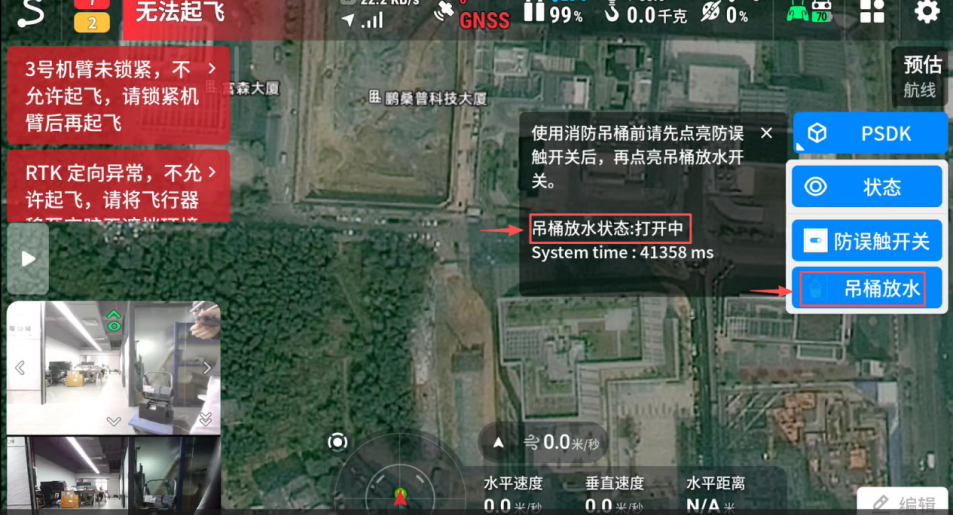 无法起飞
22.2 KB/s
1
2
GNSS
99%
0.0千克
0%
70
3号机臂未锁紧，不
允许起飞，请锁紧机
臂后再起飞
RTK 定向异常，不允
许起飞，请将飞行器
富森大厦
鹏桑普科技大厦
预估
航线
使用消防吊桶前请先点亮防误
触开关后，再点亮吊桶放水开
关。
吊桶放水状态:打开中
System time : 41358 ms
PSDK
状态
防误触开关
吊桶放水
0.0米/秒
水平速度
垂直速度
水平距离
0.0米/秒
0.0米/秒
N/A米
编辑